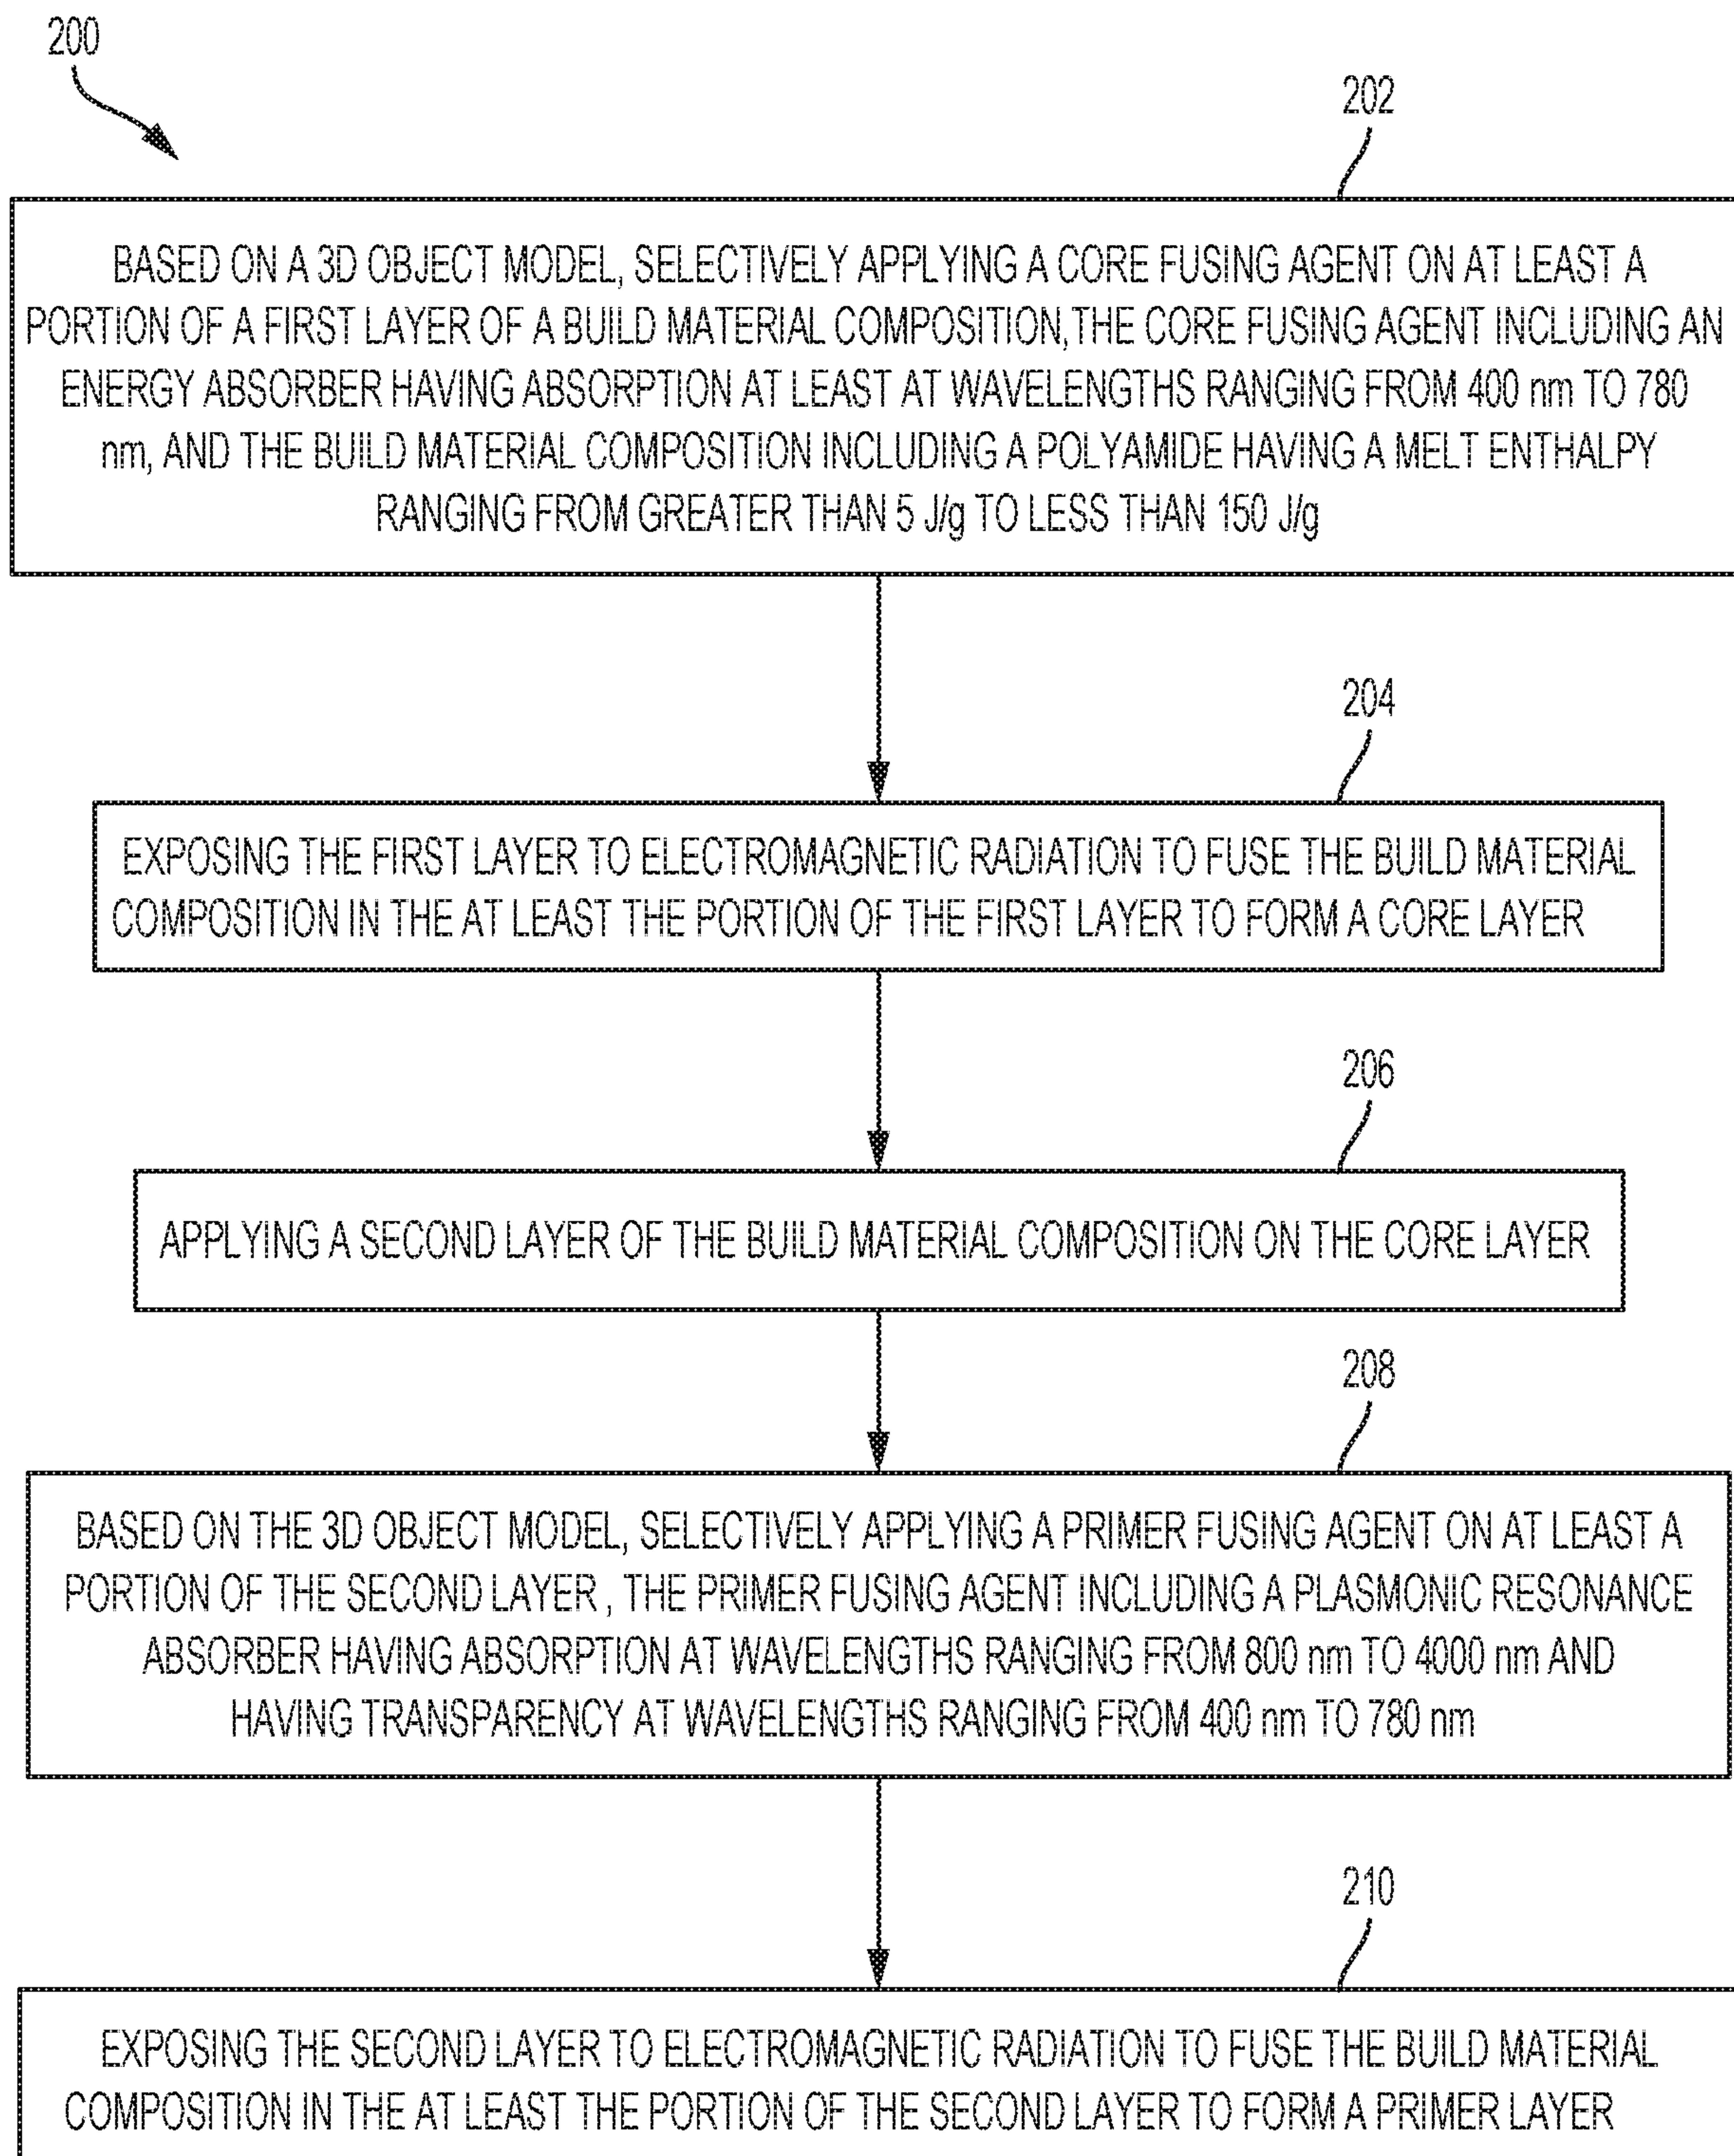 200
202
BASED ON A 3D OBJECT MODEL, SELECTIVELY APPLYING A CORE FUSING AGENT ON AT LEAST A
PORTION OF A FIRST LAYER OF A BUILD MATERIAL COMPOSITION, THE CORE FUSING AGENT INCLUDING AN
ENERGY ABSORBER HAVING ABSORPTION AT LEAST AT WAVELENGTHS RANGING FROM 400 nm TO 780
nm, AND THE BUILD MATERIAL COMPOSITION INCLUDING A POLYAMIDE HAVING A MELT ENTHALPY
RANGING FROM GREATER THAN 5 J/g TO LESS THAN 150 J/g
204
EXPOSING THE FIRST LAYER TO ELECTROMAGNETIC RADIATION TO FUSE THE BUILD MATERIAL
COMPOSITION IN THE AT LEAST THE PORTION OF THE FIRST LAYER TO FORM A CORE LAYER
206
APPLYING A SECOND LAYER OF THE BUILD MATERIAL COMPOSITION ON THE CORE LAYER
208
BASED ON THE 3D OBJECT MODEL, SELECTIVELY APPLYING A PRIMER FUSING AGENT ON AT LEAST A
PORTION OF THE SECOND LAYER , THE PRIMER FUSING AGENT INCLUDING A PLASMONIC RESONANCE
ABSORBER HAVING ABSORPTION AT WAVELENGTHS RANGING FROM 800 nm TO 4000 nm AND
HAVING TRANSPARENCY AT WAVELENGTHS RANGING FROM 400 nm TO 780 nm
210
EXPOSING THE SECOND LAYER TO ELECTROMAGNETIC RADIATION TO FUSE THE BUILD MATERIAL
COMPOSITION IN THE AT LEAST THE PORTION OF THE SECOND LAYER TO FORM A PRIMER LAYER